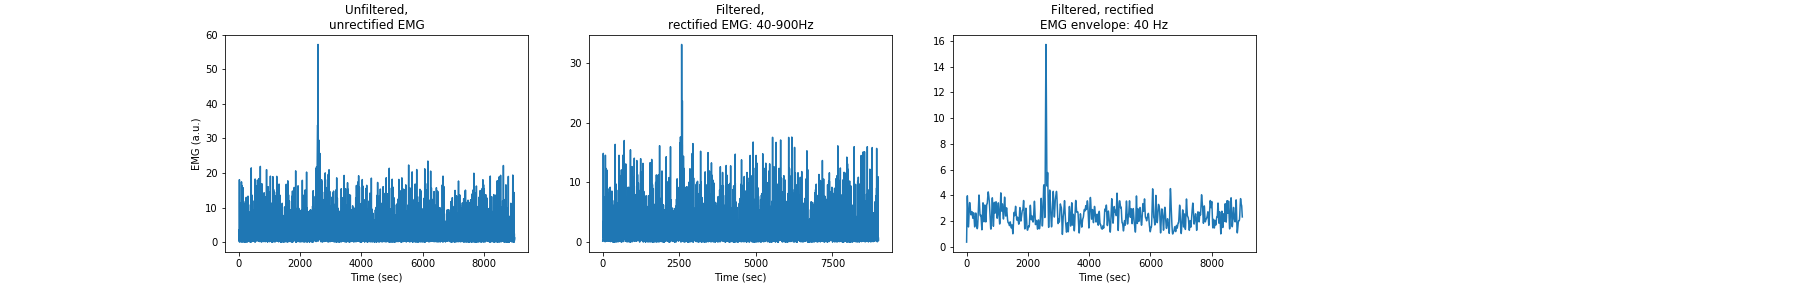 Unfiltered,
unrectified EMG
60
50
40
30
20
10
0
EMG (a.u.)
0 2000 4000 6000 8000
Time (sec)
Filtered,
rectified EMG: 40-900Hz
30
20
10
0
0 2500 5000 7500
Time (sec)
Filtered, rectified
EMG envelope: 40 Hz
16
14
12
10
8
6
4
2
0
0 2000 4000 6000 8000
Time (sec)